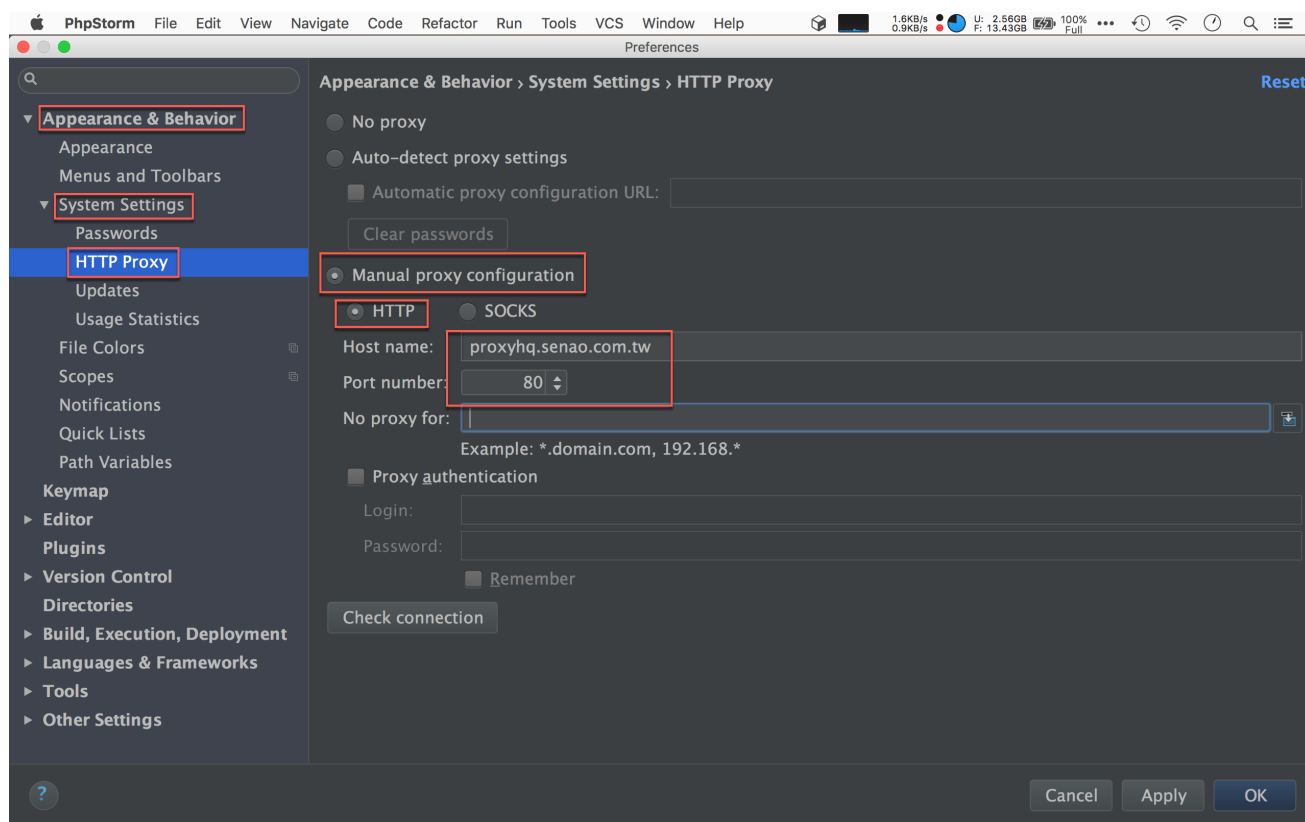 PhpStorm File Edit View Navigate Code Refactor Run Tools VCS Window Help 1.6KB/s 0.9KB/s U: 2.56GB F: 13.43GB 100% Full
Preferences
Appearance & Behavior
Appearance
Menus and Toolbars
System Settings
Passwords
HTTP Proxy
Updates
Usage Statistics
File Colors
Scopes
Notifications
Quick Lists
Path Variables
Keymap
Editor
Plugins
Version Control
Directories
Build, Execution, Deployment
Languages & Frameworks
Tools
Other Settings
Appearance & Behavior › System Settings › HTTP Proxy Reset
No proxy
Auto-detect proxy settings
Automatic proxy configuration URL:
Clear passwords
Manual proxy configuration
HTTP SOCKS
Host name: proxyhq.senao.com.tw
Port number: 80
No proxy for:
Example: *.domain.com, 192.168.*
Proxy authentication
Login:
Password:
Remember
Check connection
? Cancel Apply OK